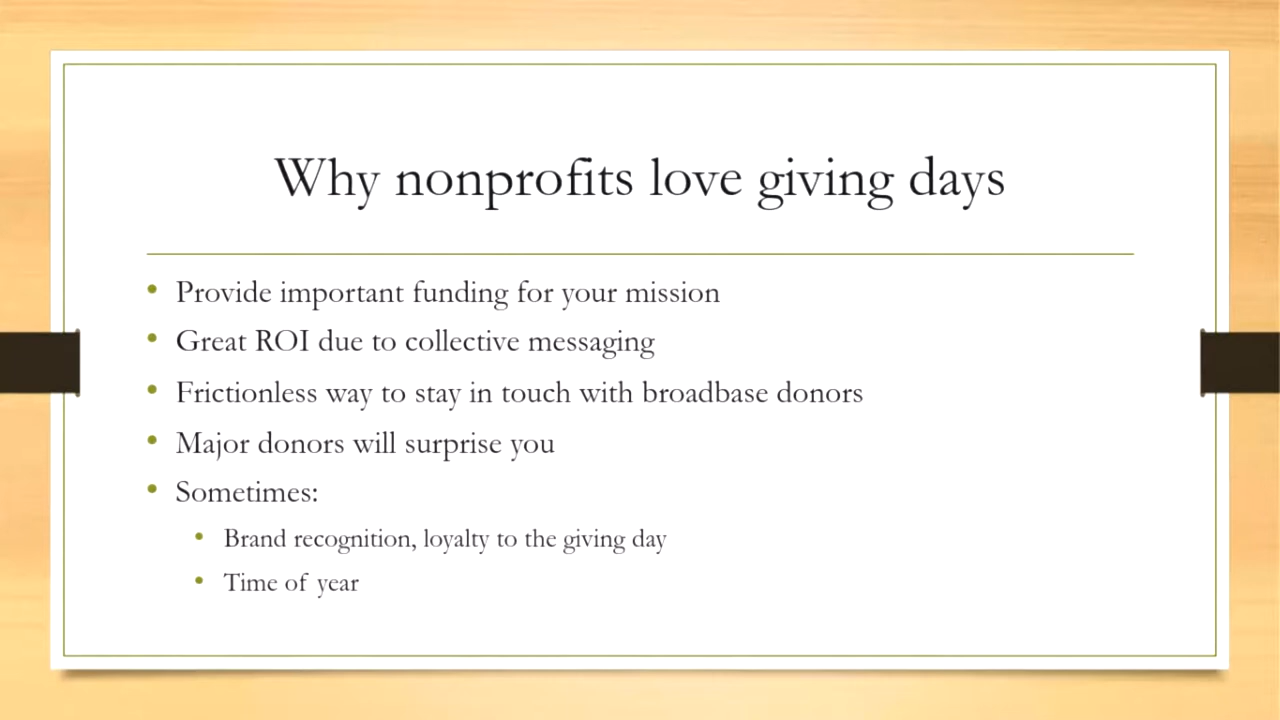 Why nonprofits love giving days
• Provide important funding for your mission
• Great ROI due to collective messaging
• Frictionless way to stay in touch with broadbase donors
• Major donors will surprise you
• Sometimes:
• Brand recognition, loyalty to the giving day
• Time of year